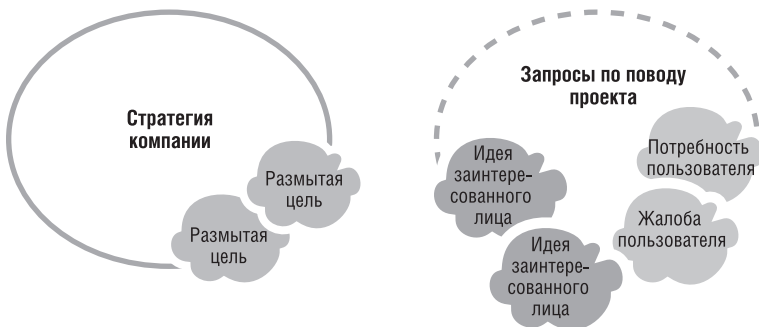 Стратегия
компании
Размытая
цель
Размытая
цель
Запросы по поводу
проекта
Идея
заинтере-
сованного
лица
Идея
заинтере-
сованного
лица
Потребность
пользователя
Жалоба
пользователя